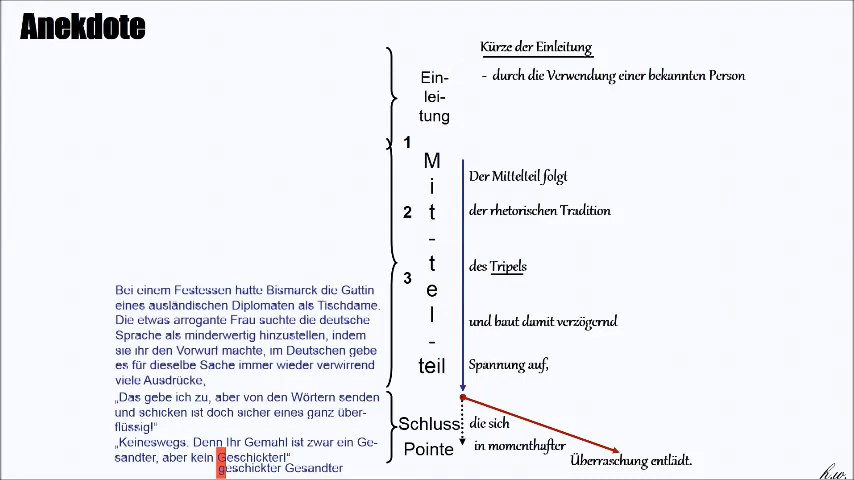 Anekdote
Kürze der Einleitung
- durch die Verwendung einer bekannten Person
Ein-
lei-
tung
1
2
3
M
i
t
-
t
e
l
-
teil
Der Mittelteil folgt
der rhetorischen Tradition
des Tripels
und baut damit verzögernd
Spannung auf,
Bei einem Festessen hatte Bismarck die Gattin
eines ausländischen Diplomaten als Tischdame.
Die etwas arrogante Frau suchte die deutsche
Sprache als minderwertig hinzustellen, indem
sie ihr den Vorwurf machte, im Deutschen gebe
es für dieselbe Sache immer wieder verwirrend
viele Ausdrücke,
„Das gebe ich zu, aber von den Wörtern senden
und schicken ist doch sicher eines ganz über-
flüssig!“
„Keineswegs. Denn Ihr Gemahl ist zwar ein Ge-
sandter, aber kein Geschickter!“
geschickter Gesandter
Schluss
Pointe
die sich
in momenthafter
Überraschung entlädt.
h.w.